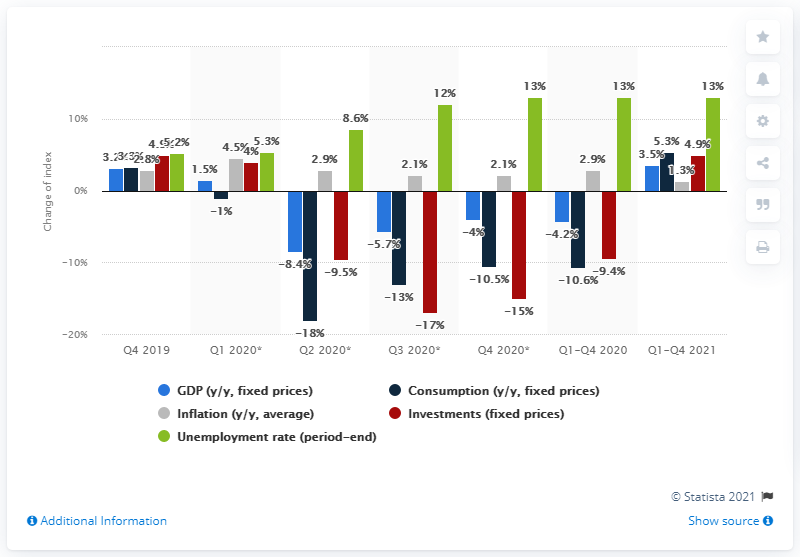 13% 13% 13%
12%
10% 8.6%
3.2% 3.3% 2.8% 4.9% 5.2% 1.5% 4.5% 4% 5.3% 2.9% 2.1% 2.1% 2.9% 3.5% 5.3% 1.3% 4.9%
Change of index
0%
-1%
-8.4% -5.7% -4% -4.2%
-10% -9.5% -13% -10.5% -10.6% -9.4%
-18% -17% -15%
-20%
Q4 2019 Q1 2020* Q2 2020* Q3 2020* Q4 2020* Q1-Q4 2020 Q1-Q4 2021
GDP (y/y, fixed prices) Consumption (y/y, fixed prices)
Inflation (y/y, average) Investments (fixed prices)
Unemployment rate (period-end)
© Statista 2021
Additional Information Show source